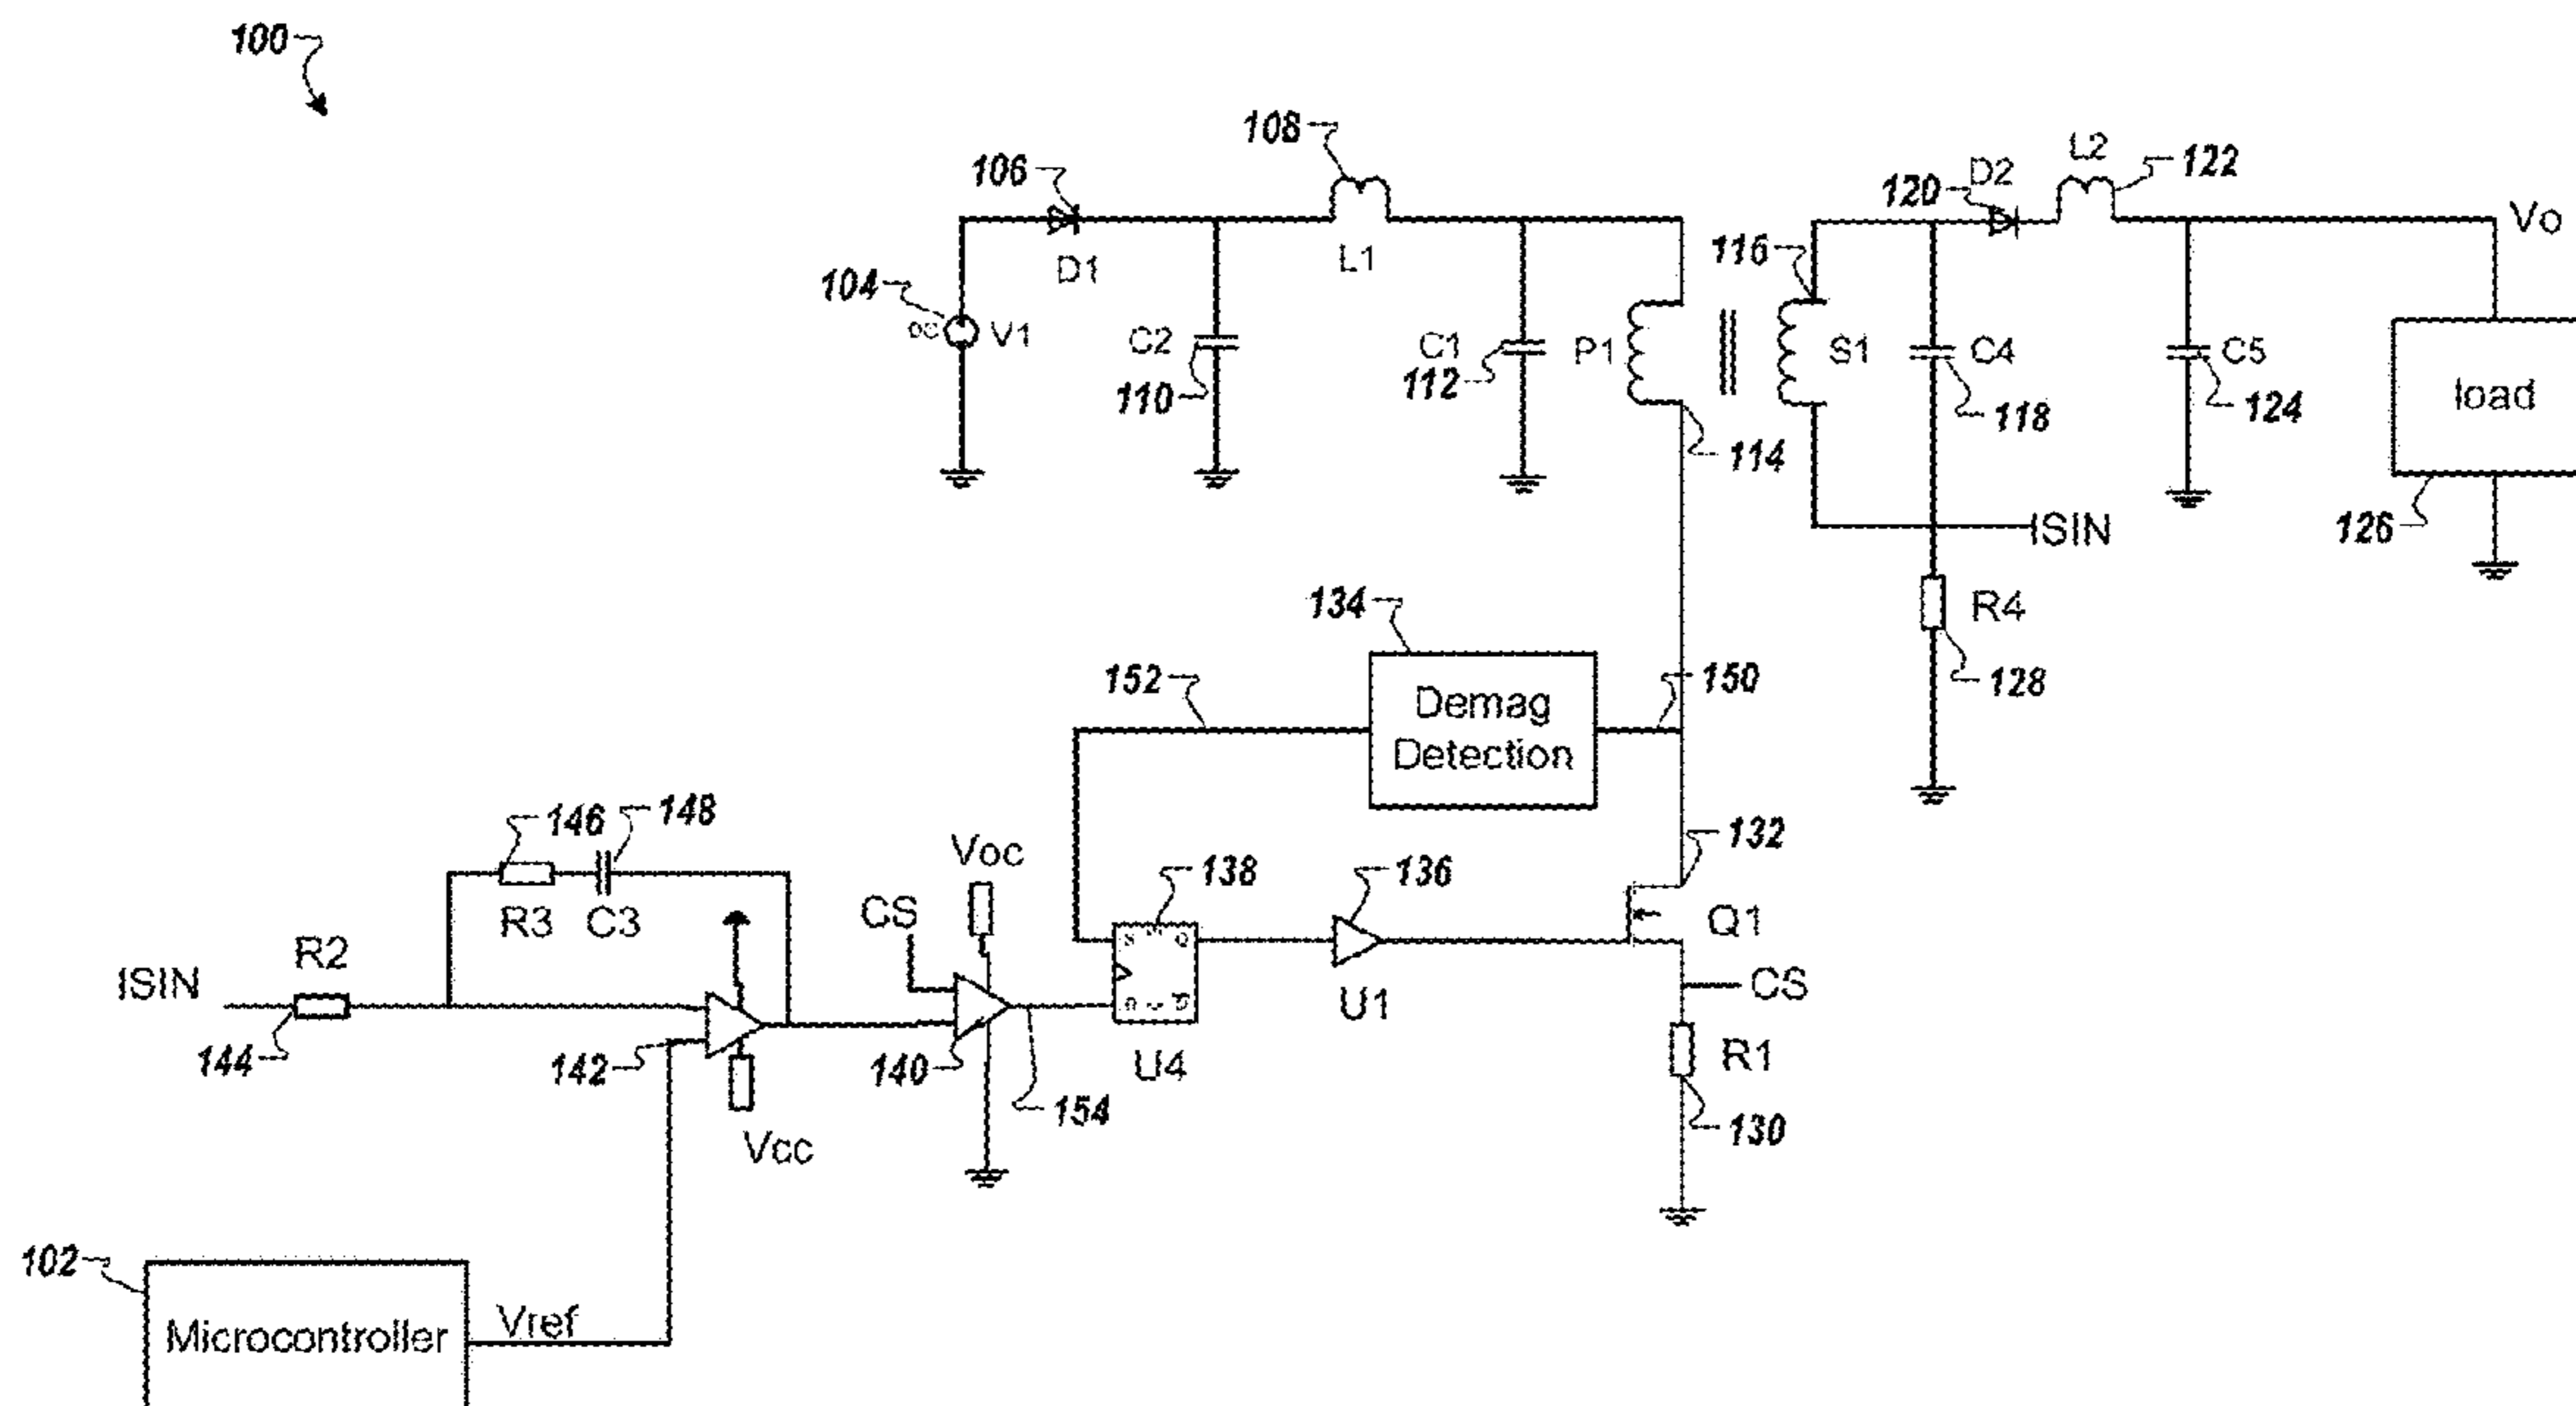 100
108
106
D1
L1
104
V1
C2
110
C1
112
P1
114
116
S1
120
D2
L2
122
Vo
C4
118
C5
124
load
126
ISIN
R4
128
134
Demag
Detection
150
152
132
146
148
R3
C3
Voc
CS
138
136
S
Q
R
U4
U1
Q1
CS
R1
130
ISIN
R2
144
142
Vcc
140
154
102
Microcontroller
Vref